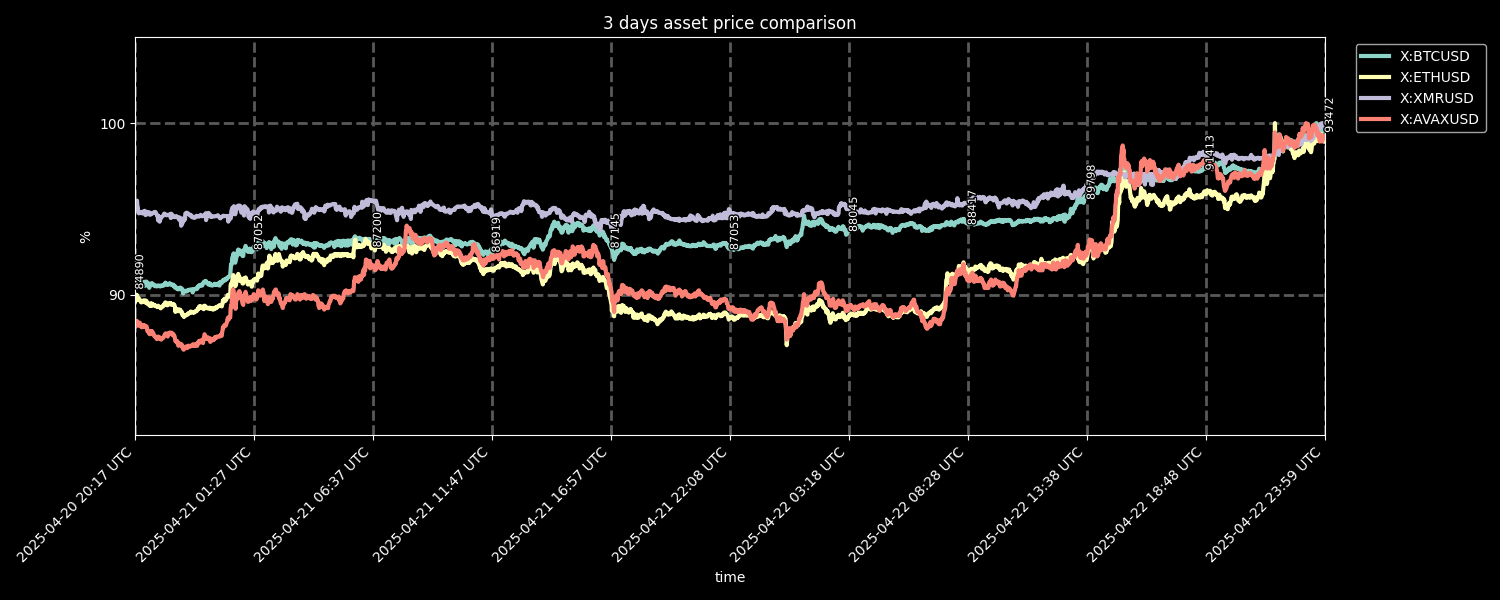 3 days asset price comparison
X:BTCUSD
X:ETHUSD
X:XMRUSD
X:AVAXUSD
100
90
%
84890
87052
87200
86919
87145
87053
88045
88417
89798
91413
93472
2025-04-20 20:17 UTC
2025-04-21 01:27 UTC
2025-04-21 06:37 UTC
2025-04-21 11:47 UTC
2025-04-21 16:57 UTC
2025-04-21 22:08 UTC
2025-04-22 03:18 UTC
2025-04-22 08:28 UTC
2025-04-22 13:38 UTC
2025-04-22 18:48 UTC
2025-04-22 23:59 UTC
time